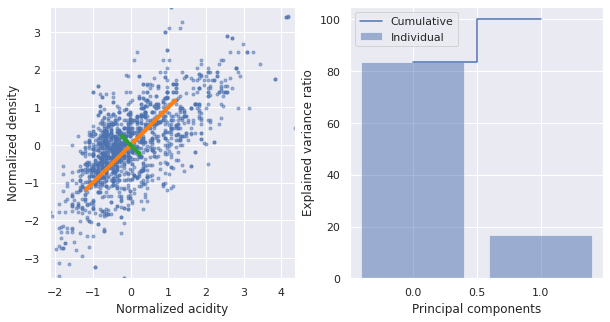 3
2
1
0
−1
−2
−3
Normalized density
−2 −1 0 1 2 3 4
Normalized acidity
Cumulative
Individual
100
80
60
40
20
0
Explained variance ratio
0.0 0.5 1.0
Principal components